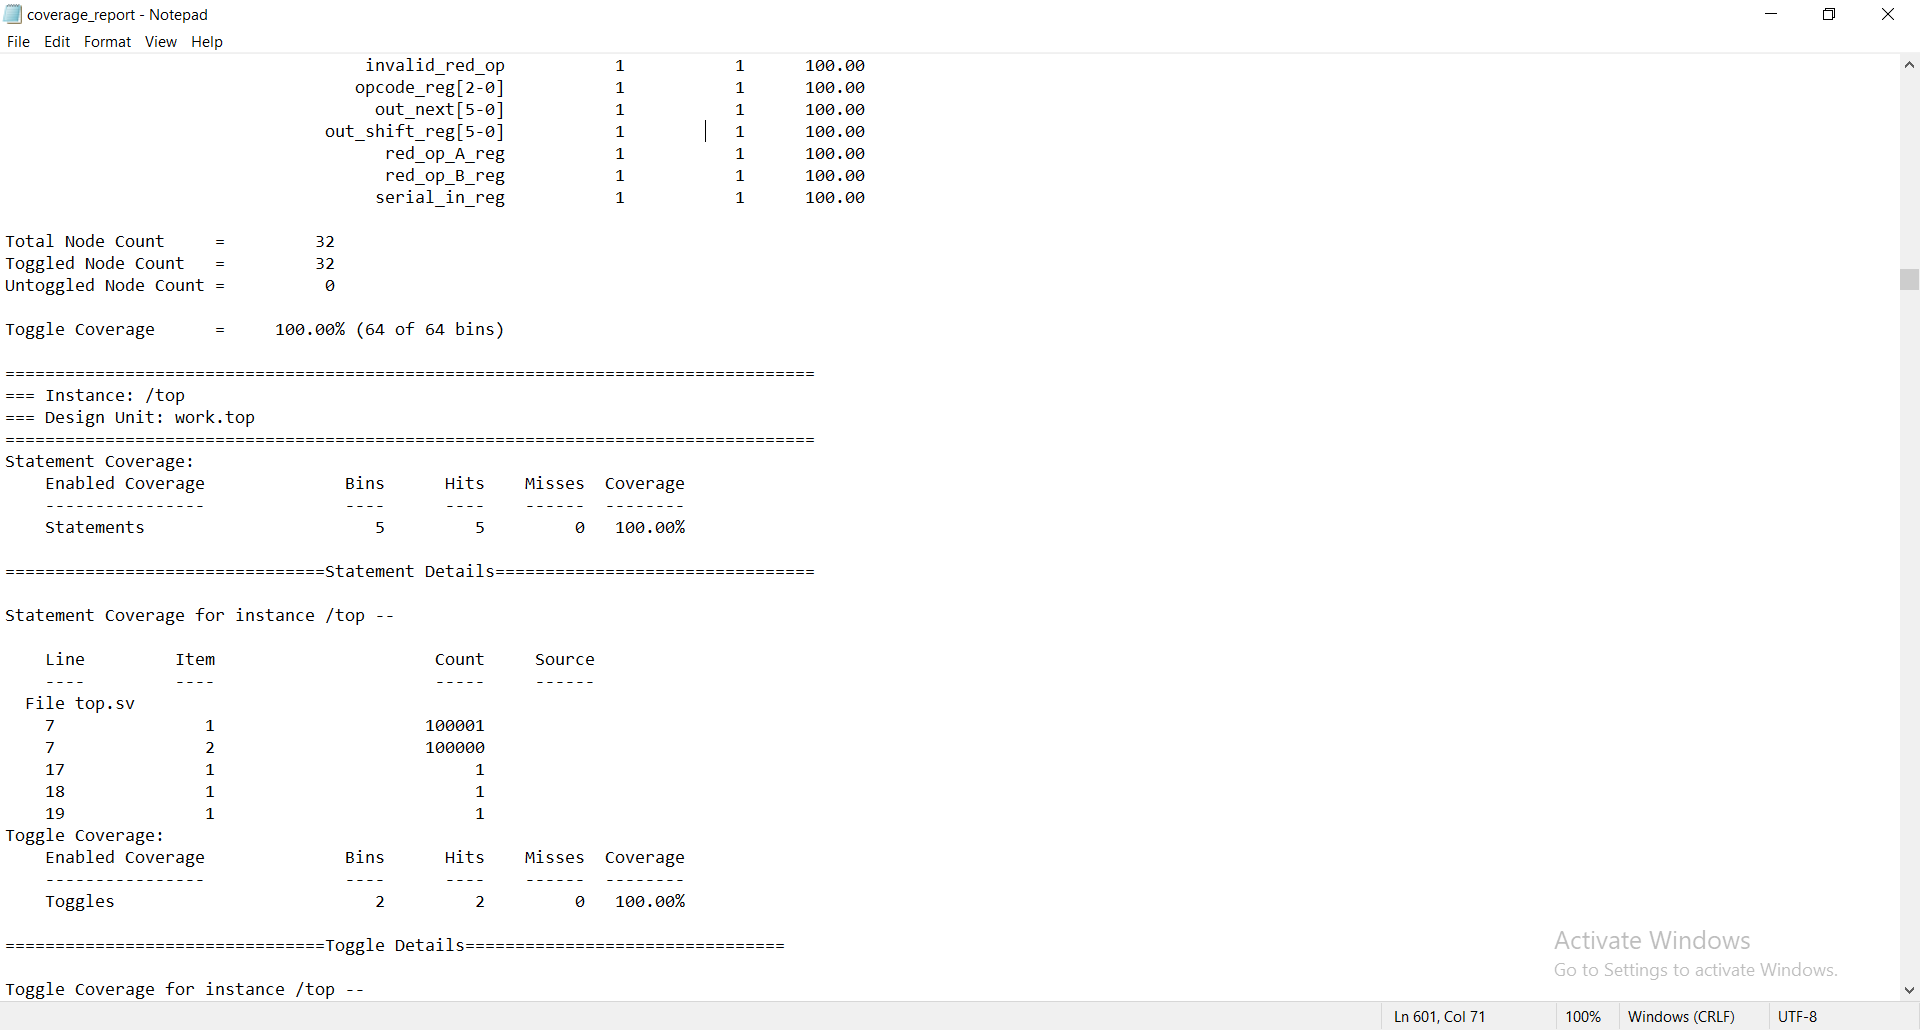 coverage_report - Notepad
File Edit Format View Help
invalid_red_op 1 1 100.00
opcode_reg[2-0] 1 1 100.00
out_next[5-0] 1 1 100.00
out_shift_reg[5-0] 1 1 100.00
red_op_A_reg 1 1 100.00
red_op_B_reg 1 1 100.00
serial_in_reg 1 1 100.00
Total Node Count = 32
Toggled Node Count = 32
Untoggled Node Count = 0
Toggle Coverage = 100.00% (64 of 64 bins)
=================================================================================
=== Instance: /top
=== Design Unit: work.top
=================================================================================
Statement Coverage:
Enabled Coverage Bins Hits Misses Coverage
---------------- ---- ---- ------ --------
Statements 5 5 0 100.00%
================================Statement Details================================
Statement Coverage for instance /top --
Line Item Count Source
---- ---- ----- ------
File top.sv
7 1 100001
7 2 100000
17 1 1
18 1 1
19 1 1
Toggle Coverage:
Enabled Coverage Bins Hits Misses Coverage
---------------- ---- ---- ------ --------
Toggles 2 2 0 100.00%
================================Toggle Details================================
Toggle Coverage for instance /top --
Activate Windows
Go to Settings to activate Windows.
Ln 601, Col 71 100% Windows (CRLF) UTF-8